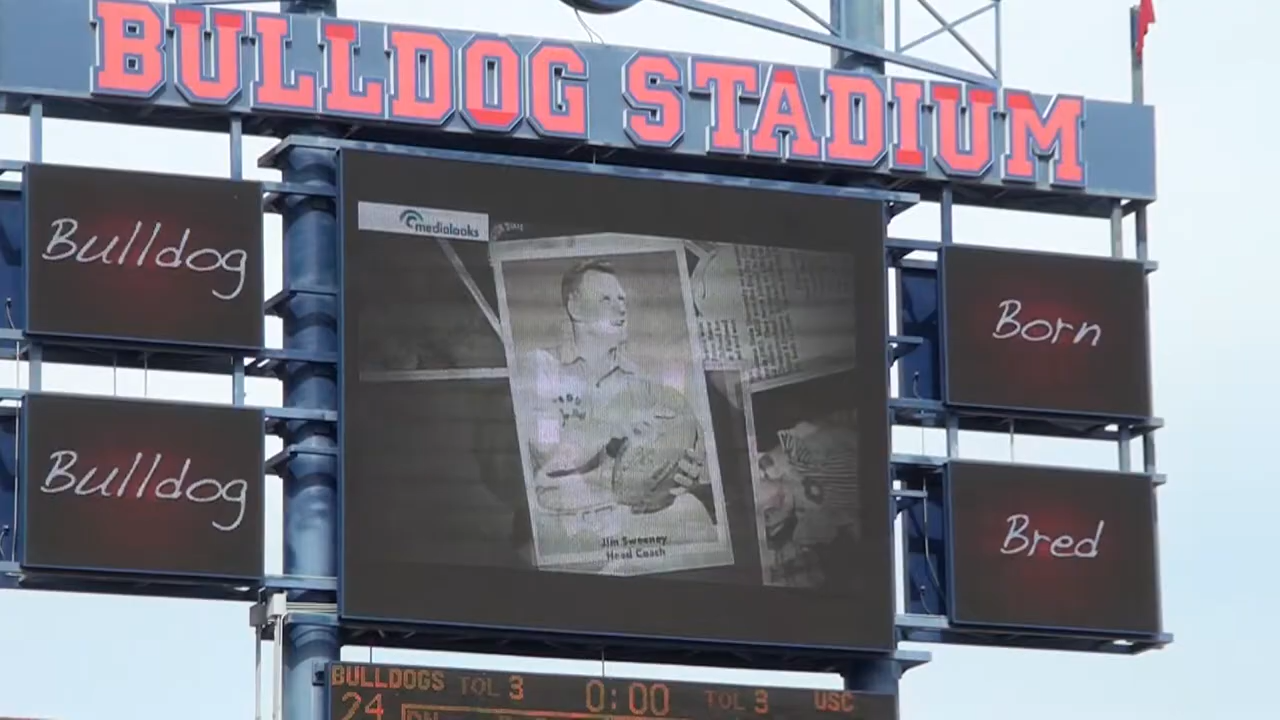 BULLDOG STADIUM
medialooks
Bulldog
Born
Jim Sweeney
Head Coach
Bulldog
Bred
BULLDOGS TOL 3 0:00 TOL 3 USC
24